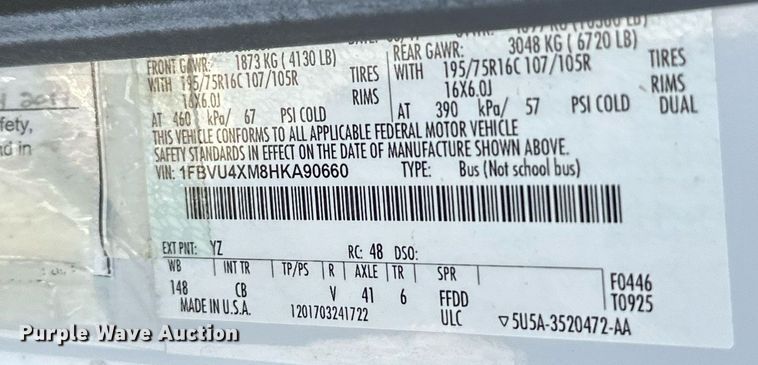 FRONT GAWR: 1873 KG ( 4130 LB)
WITH 195/75R16C 107/105R TIRES
16X6.0J RIMS
AT 460 kPa/ 67 PSI COLD
REAR GAWR: 3048 KG ( 6720 LB)
WITH 195/75R16C 107/105R TIRES
16X6.0J RIMS
AT 390 kPa/ 57 PSI COLD DUAL
THIS VEHICLE CONFORMS TO ALL APPLICABLE FEDERAL MOTOR VEHICLE
SAFETY STANDARDS IN EFFECT ON THE DATE OF MANUFACTURE SHOWN ABOVE.
VIN: 1FBVU4XM8HKA90660 TYPE: Bus (Not school bus)
EXT PNT: YZ RC: 48 DSO:
WB INT TR TP/PS R AXLE TR SPR
148 CB V 41 6 FFDD
F0446
T0925
MADE IN U.S.A. 1201703241722 ULC ▽5U5A-3520472-AA
fety,
d in
Purple Wave Auction